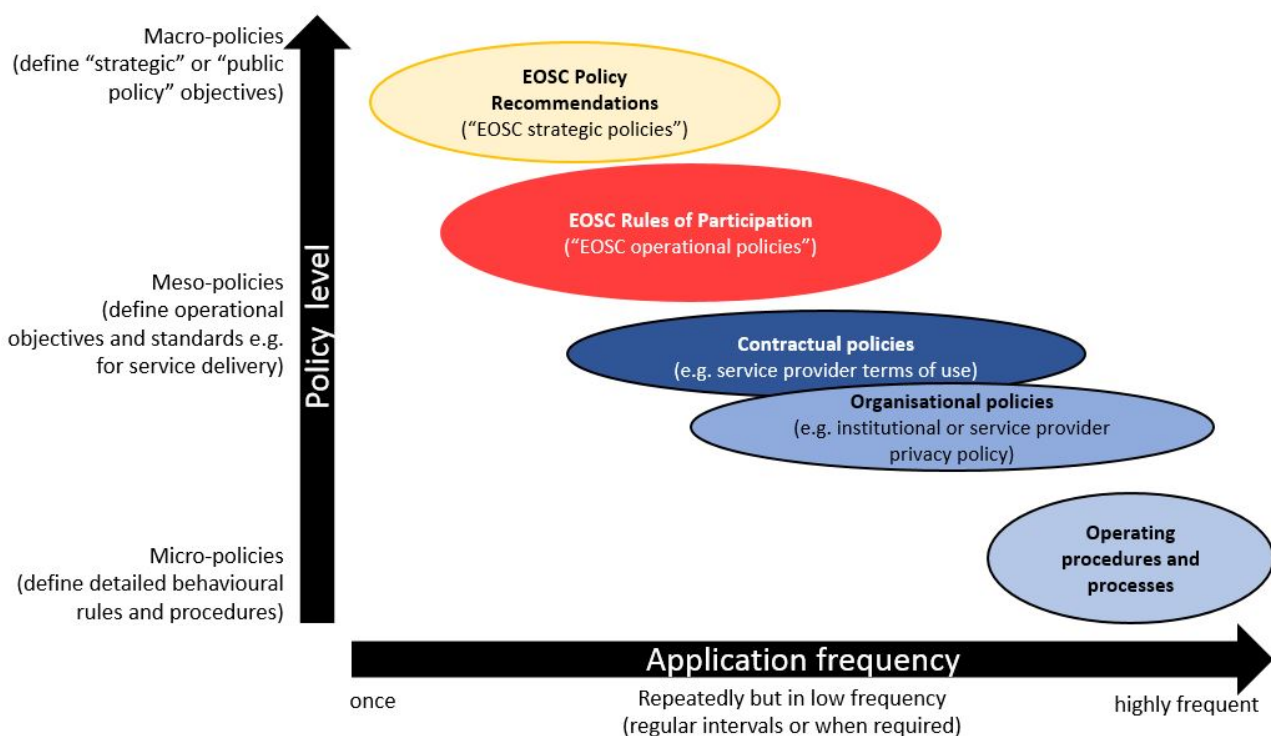 Macro-policies
(define “strategic” or “public
policy” objectives)
EOSC Policy
Recommendations
(“EOSC strategic policies”)
EOSC Rules of Participation
(“EOSC operational policies”)
Policy level
Meso-policies
(define operational
objectives and standards e.g.
for service delivery)
Contractual policies
(e.g. service provider terms of use)
Organisational policies
(e.g. institutional or service provider
privacy policy)
Micro-policies
(define detailed behavioural
rules and procedures)
Operating
procedures and
processes
Application frequency
once
Repeatedly but in low frequency
(regular intervals or when required)
highly frequent